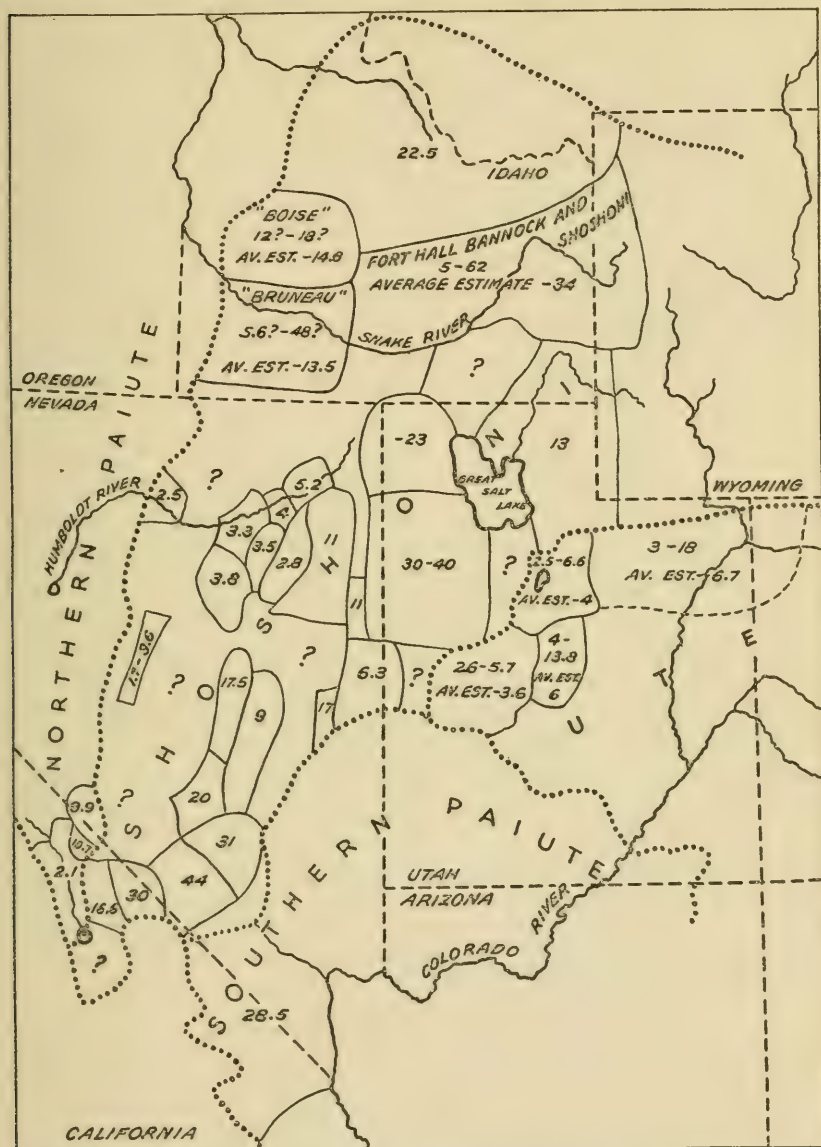 22.5
IDAHO
"BOISE"
12?-18?
AV. EST. -14.8
FORT HALL BANNOCK AND
SHOSHONI
5-62
AVERAGE ESTIMATE -34
"BRUNEAU"
5.6?-48?
AV. EST.-13.5
SNAKE RIVER
?
OREGON
NEVADA
NORTHERN PAIUTE
SHOSHONI
-23
GREAT
SALT
LAKE
13
WYOMING
HUMBOLDT RIVER
2.5
?
5.2
4.
3.3
3.5
2.8
3.8
11
11
30-40
?
2.5-6.6
AV. EST.-4
3-18
AV. EST.-6.7
UTE
1.7-3.6
?
?
17.5
9
17
6.3
?
2.6-5.7
AV. EST.-3.6
4-
13.8
AV. EST.
6
20
31
44
?
9.9
2.1
16.5
30
?
SOUTHERN PAIUTE
28.5
UTAH
ARIZONA
COLORADO RIVER
CALIFORNIA